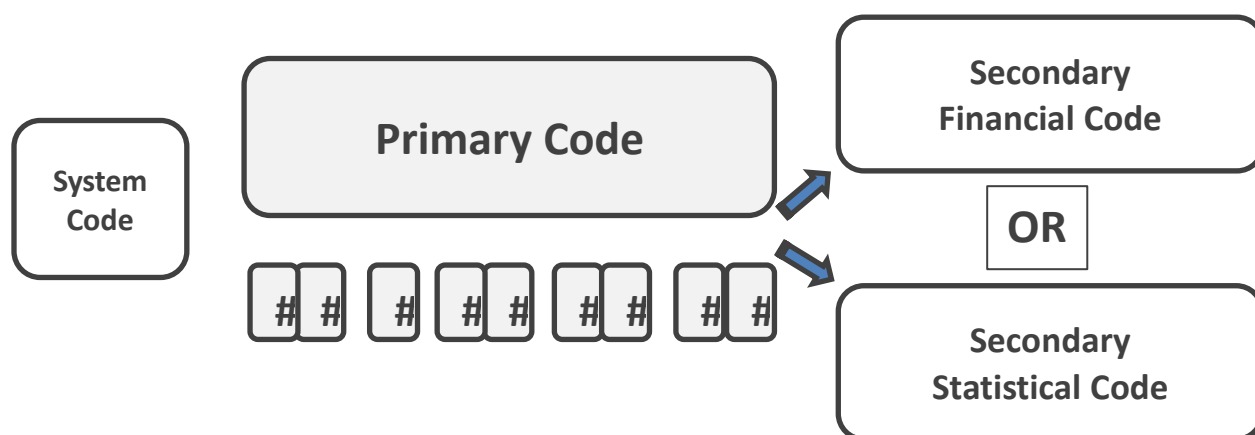 System
Code
Primary Code
# # # # # # # # #
Secondary
Financial Code
OR
Secondary
Statistical Code